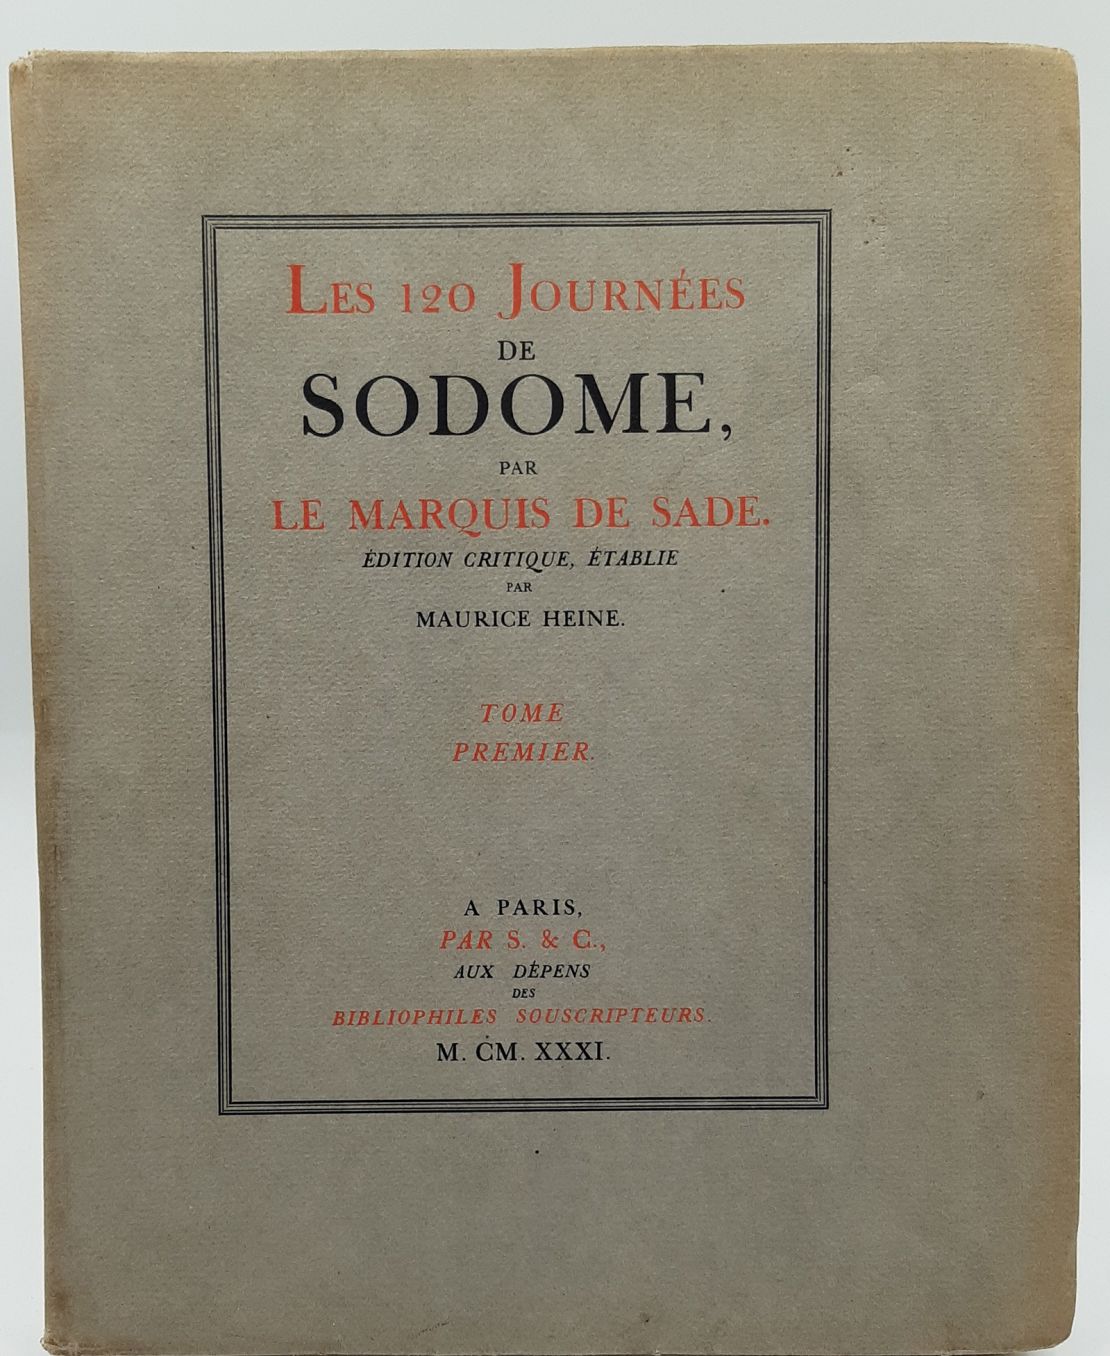 Les 120 Journées
DE
SODOME,
PAR
LE MARQUIS DE SADE.
ÉDITION CRITIQUE, ÉTABLIE
PAR
MAURICE HEINE.
TOME
PREMIER.
A PARIS,
PAR S. & C.,
AUX DÉPENS
DES
BIBLIOPHILES SOUSCRIPTEURS.
M. CM. XXXI.